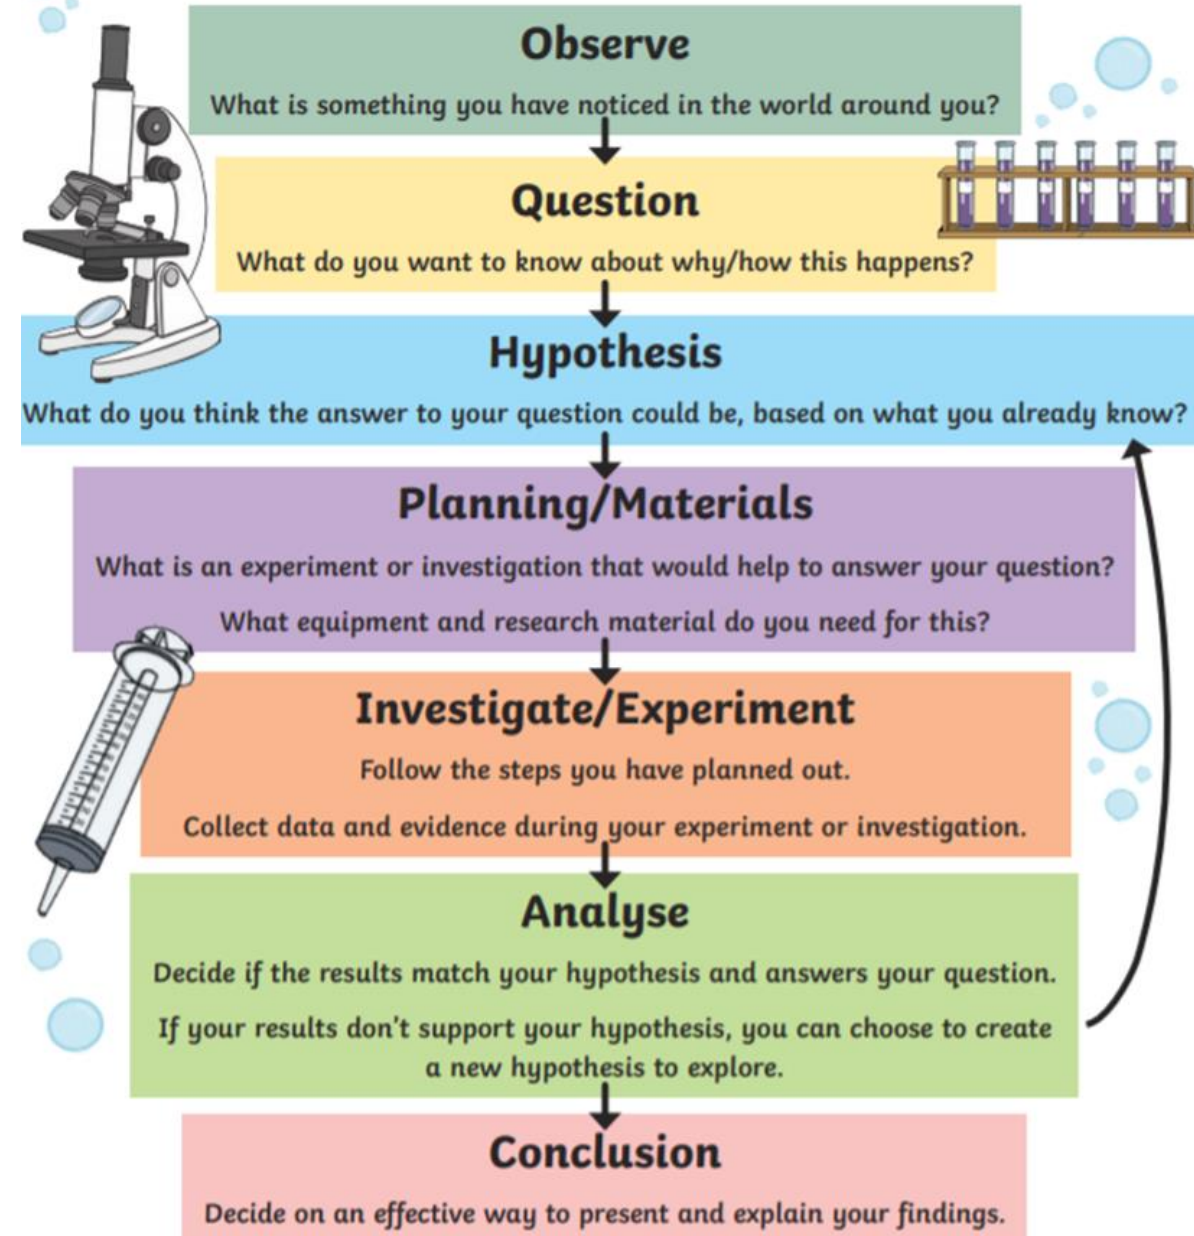 Observe
What is something you have noticed in the world around you?
Question
What do you want to know about why/how this happens?
Hypothesis
What do you think the answer to your question could be, based on what you already know?
Planning/Materials
What is an experiment or investigation that would help to answer your question?
What equipment and research material do you need for this?
Investigate/Experiment
Follow the steps you have planned out.
Collect data and evidence during your experiment or investigation.
Analyse
Decide if the results match your hypothesis and answers your question.
If your results don't support your hypothesis, you can choose to create
a new hypothesis to explore.
Conclusion
Decide on an effective way to present and explain your findings.